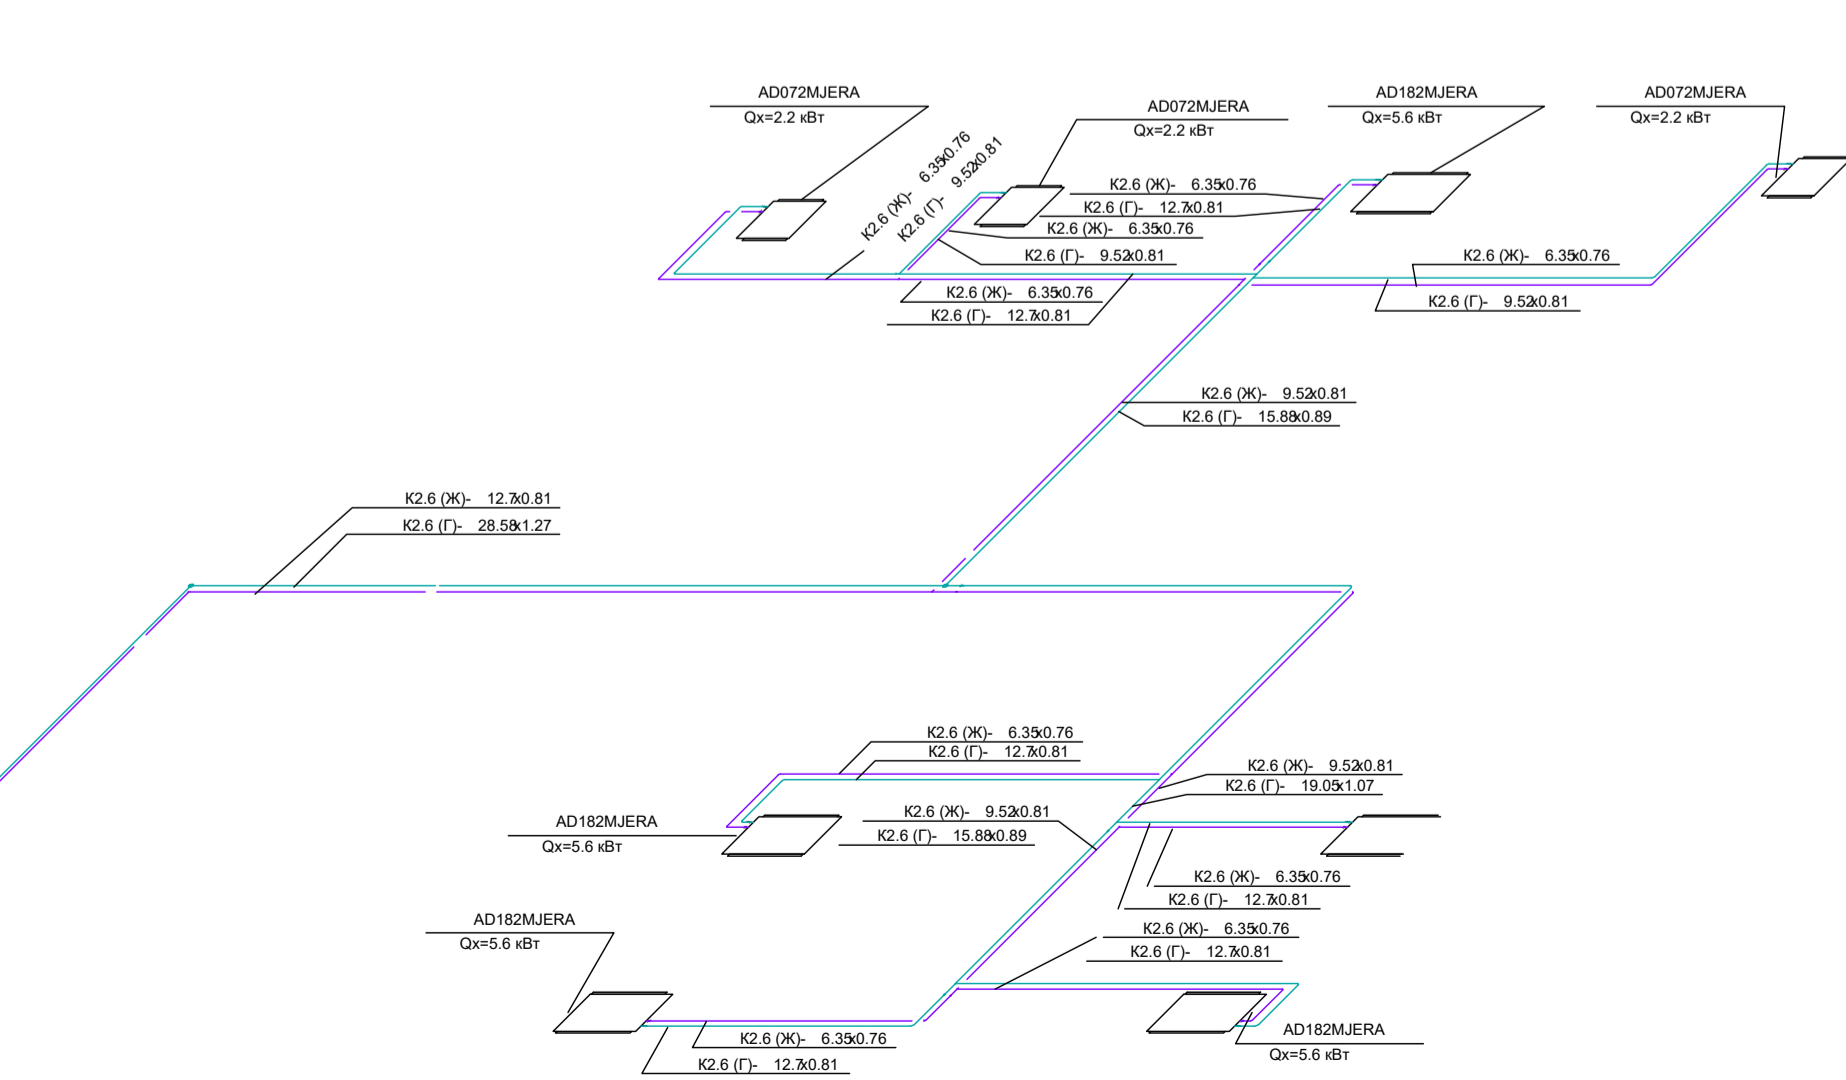 AD072MJERA
Qx=2.2 кВт
AD072MJERA
Qx=2.2 кВт
AD182MJERA
Qx=5.6 кВт
AD072MJERA
Qx=2.2 кВт
К2.6 (Ж)- 6.35x0.76
К2.6 (Г)- 9.52x0.81
К2.6 (Ж)- 6.35x0.76
К2.6 (Г)- 12.7x0.81
К2.6 (Ж)- 6.35x0.76
К2.6 (Г)- 9.52x0.81
К2.6 (Ж)- 6.35x0.76
К2.6 (Г)- 12.7x0.81
К2.6 (Ж)- 6.35x0.76
К2.6 (Г)- 9.52x0.81
К2.6 (Ж)- 9.52x0.81
К2.6 (Г)- 15.88x0.89
К2.6 (Ж)- 12.7x0.81
К2.6 (Г)- 28.58x1.27
К2.6 (Ж)- 6.35x0.76
К2.6 (Г)- 12.7x0.81
К2.6 (Ж)- 9.52x0.81
К2.6 (Г)- 19.05x1.07
AD182MJERA
Qx=5.6 кВт
К2.6 (Ж)- 9.52x0.81
К2.6 (Г)- 15.88x0.89
К2.6 (Ж)- 6.35x0.76
К2.6 (Г)- 12.7x0.81
AD182MJERA
Qx=5.6 кВт
К2.6 (Ж)- 6.35x0.76
К2.6 (Г)- 12.7x0.81
К2.6 (Ж)- 6.35x0.76
К2.6 (Г)- 12.7x0.81
AD182MJERA
Qx=5.6 кВт